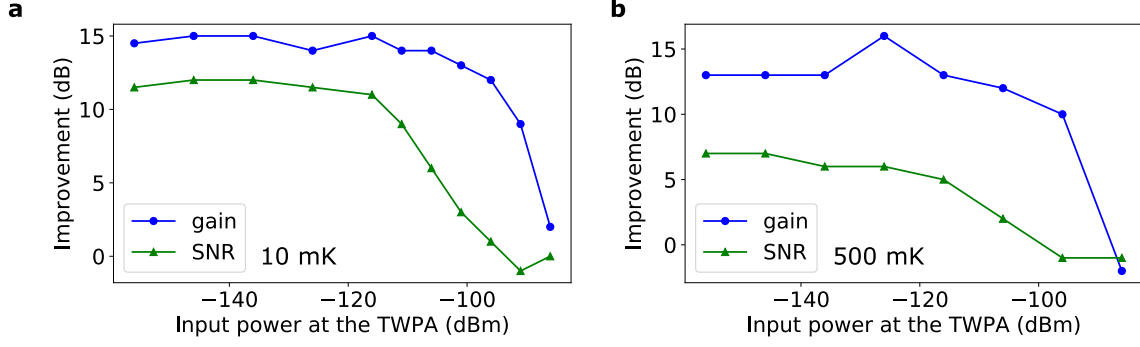 a
15
10
5
0
Improvement (dB)
gain
SNR
10 mK
−140
−120
−100
Input power at the TWPA (dBm)
b
15
10
5
0
Improvement (dB)
gain
SNR
500 mK
−140
−120
−100
Input power at the TWPA (dBm)